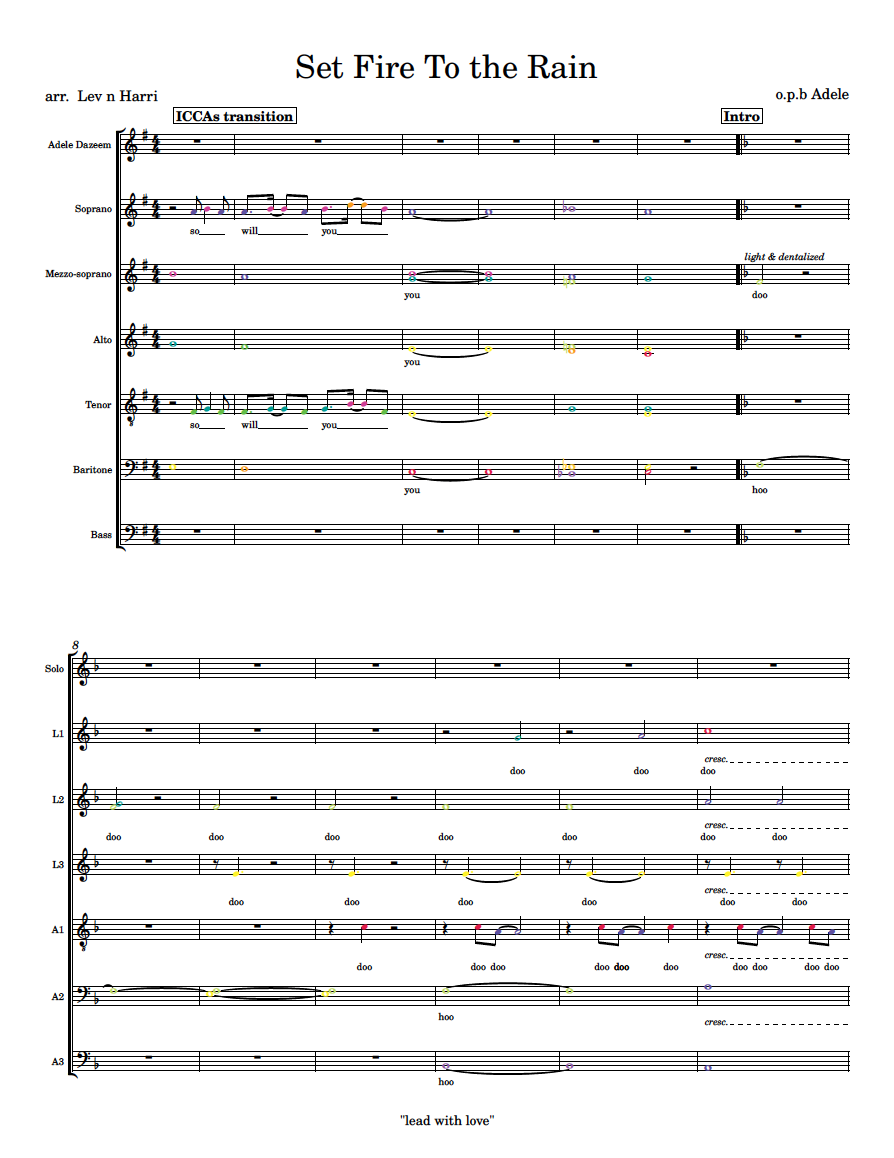 Set Fire To the Rain
arr. Lev n Harri
o.p.b Adele
ICCAs transition
Intro
Adele Dazeem
Soprano
so will you
light & dentalized
Mezzo-soprano
you doo
Alto
you
Tenor
so will you
Baritone
you hoo
Bass
8
Solo
L1
cresc.
doo doo doo
L2
cresc.
doo doo doo doo doo doo doo
L3
cresc.
doo doo doo doo doo doo
A1
cresc.
doo doo doo doo doo doo doo doo doo doo
A2
cresc.
hoo
A3
hoo
"lead with love"